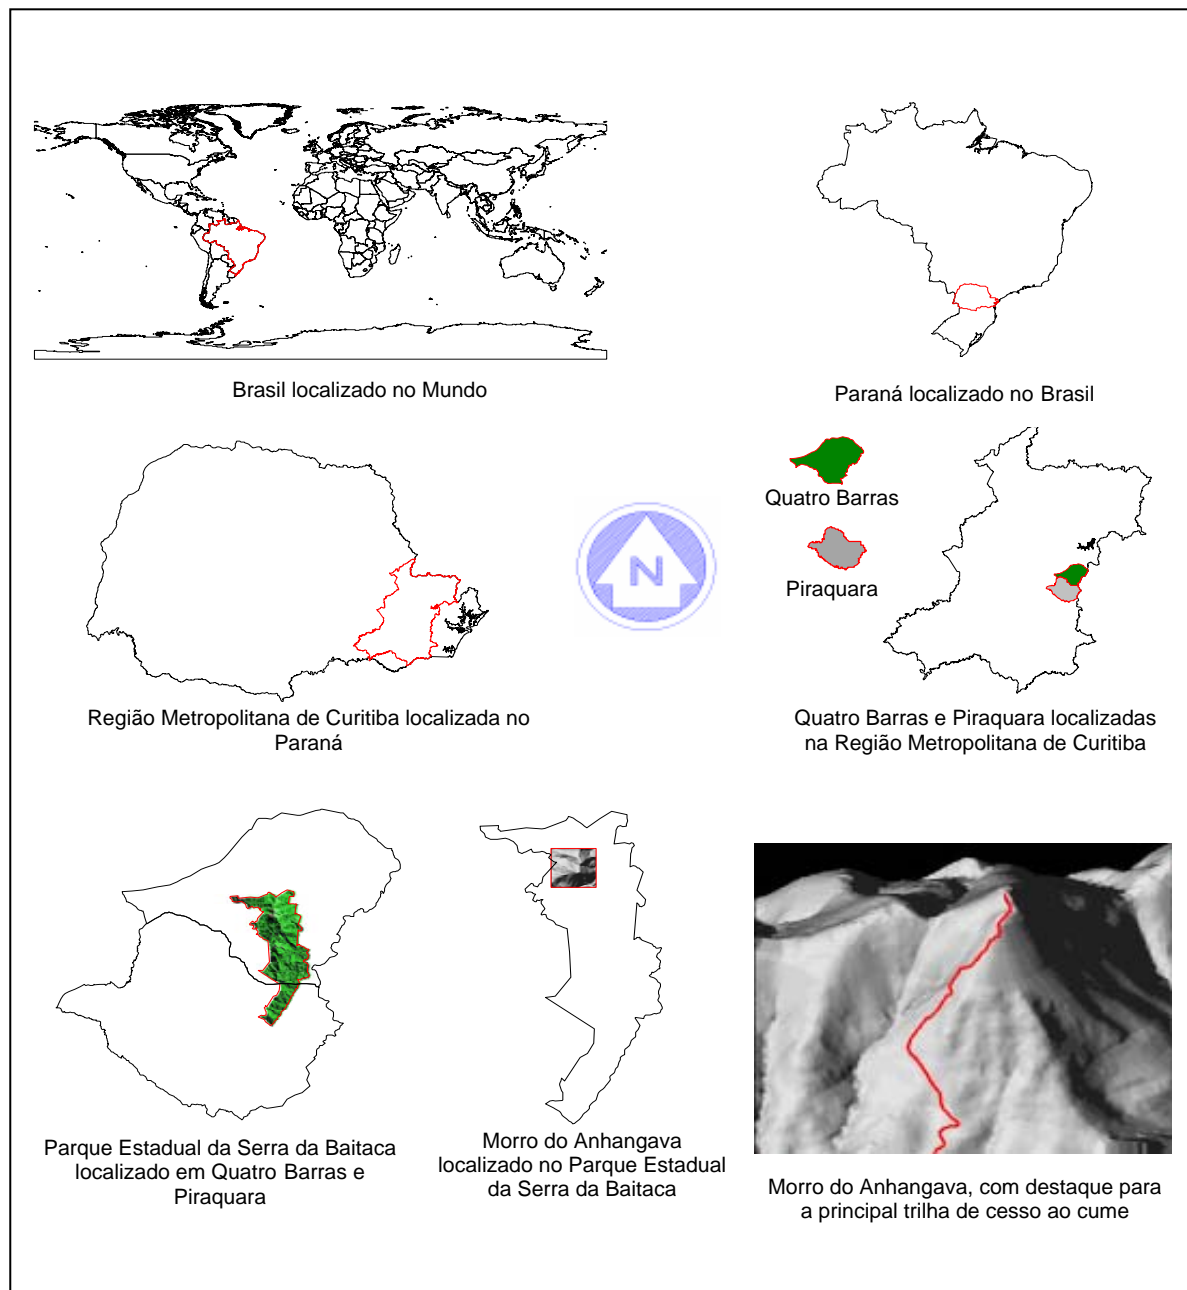 Brasil localizado no Mundo
Paraná localizado no Brasil
Quatro Barras
Piraquara
N
Região Metropolitana de Curitiba localizada no
Paraná
Quatro Barras e Piraquara localizadas
na Região Metropolitana de Curitiba
Parque Estadual da Serra da Baitaca
localizado em Quatro Barras e
Piraquara
Morro do Anhangava
localizado no Parque Estadual
da Serra da Baitaca
Morro do Anhangava, com destaque para
a principal trilha de cesso ao cume